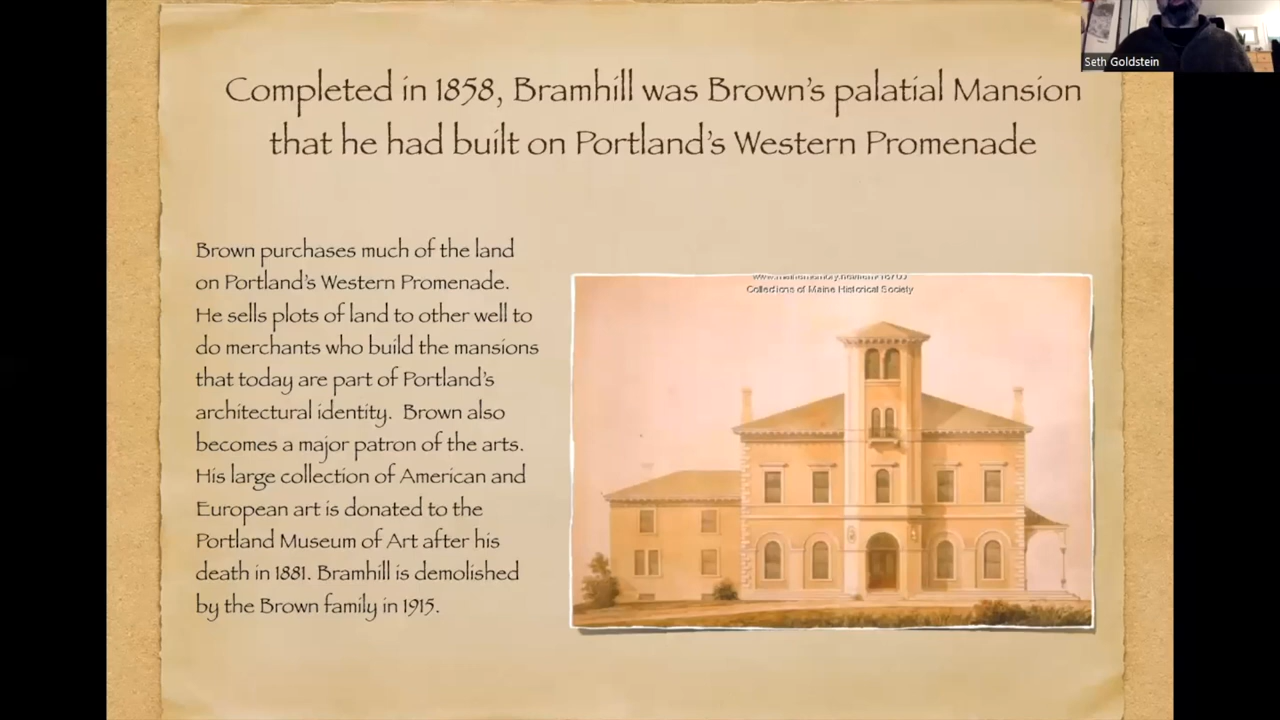 Seth Goldstein
Completed in 1858, Bramhill was Brown's palatial Mansion
that he had built on Portland's Western Promenade
Brown purchases much of the land
on Portland's Western Promenade.
He sells plots of land to other well to
do merchants who build the mansions
that today are part of Portland's
architectural identity. Brown also
becomes a major patron of the arts.
His large collection of American and
European art is donated to the
Portland Museum of Art after his
death in 1881. Bramhill is demolished
by the Brown family in 1915.
Collections of Maine Historical Society